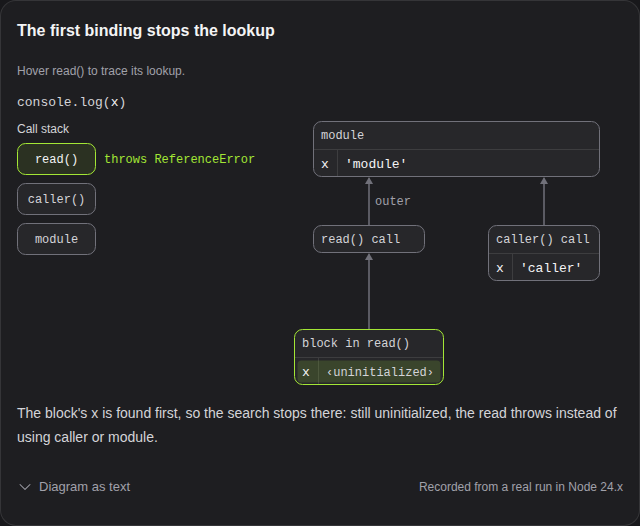 The first binding stops the lookup
Hover read() to trace its lookup.
console.log(x)
Call stack
read() throws ReferenceError
caller()
module
module
x 'module'
outer
read() call
caller() call
x 'caller'
block in read()
x ‹uninitialized›
The block's x is found first, so the search stops there: still uninitialized, the read throws instead of
using caller or module.
Diagram as text
Recorded from a real run in Node 24.x